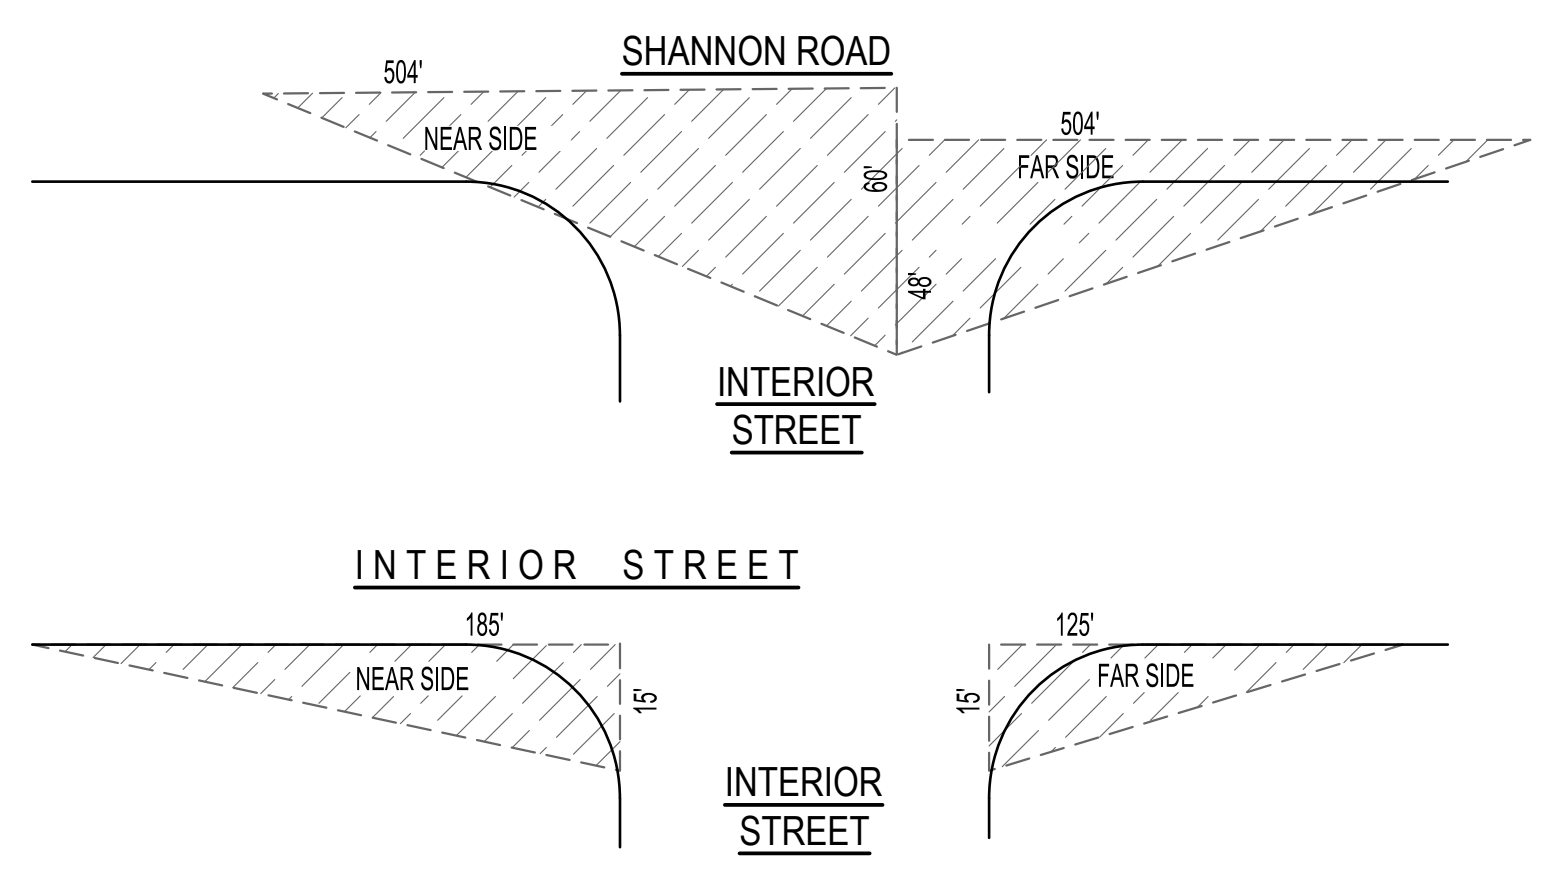 SHANNON ROAD
504'
NEAR SIDE
504'
FAR SIDE
60'
48'
INTERIOR
STREET
INTERIOR STREET
185'
NEAR SIDE
15'
125'
FAR SIDE
15'
INTERIOR
STREET